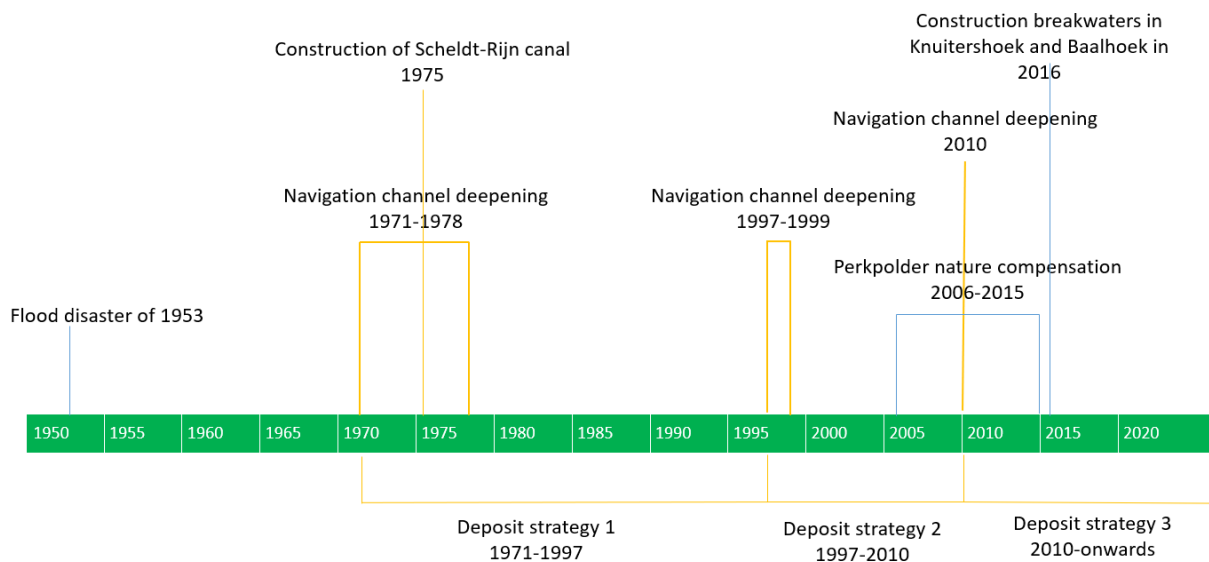 Construction breakwaters in
Knuitershoek and Baalhoek in
2016
Construction of Scheldt-Rijn canal
1975
Navigation channel deepening
2010
Navigation channel deepening
1971-1978
Navigation channel deepening
1997-1999
Perkpolder nature compensation
2006-2015
Flood disaster of 1953
1950 1955 1960 1965 1970 1975 1980 1985 1990 1995 2000 2005 2010 2015 2020
Deposit strategy 1
1971-1997
Deposit strategy 2
1997-2010
Deposit strategy 3
2010-onwards